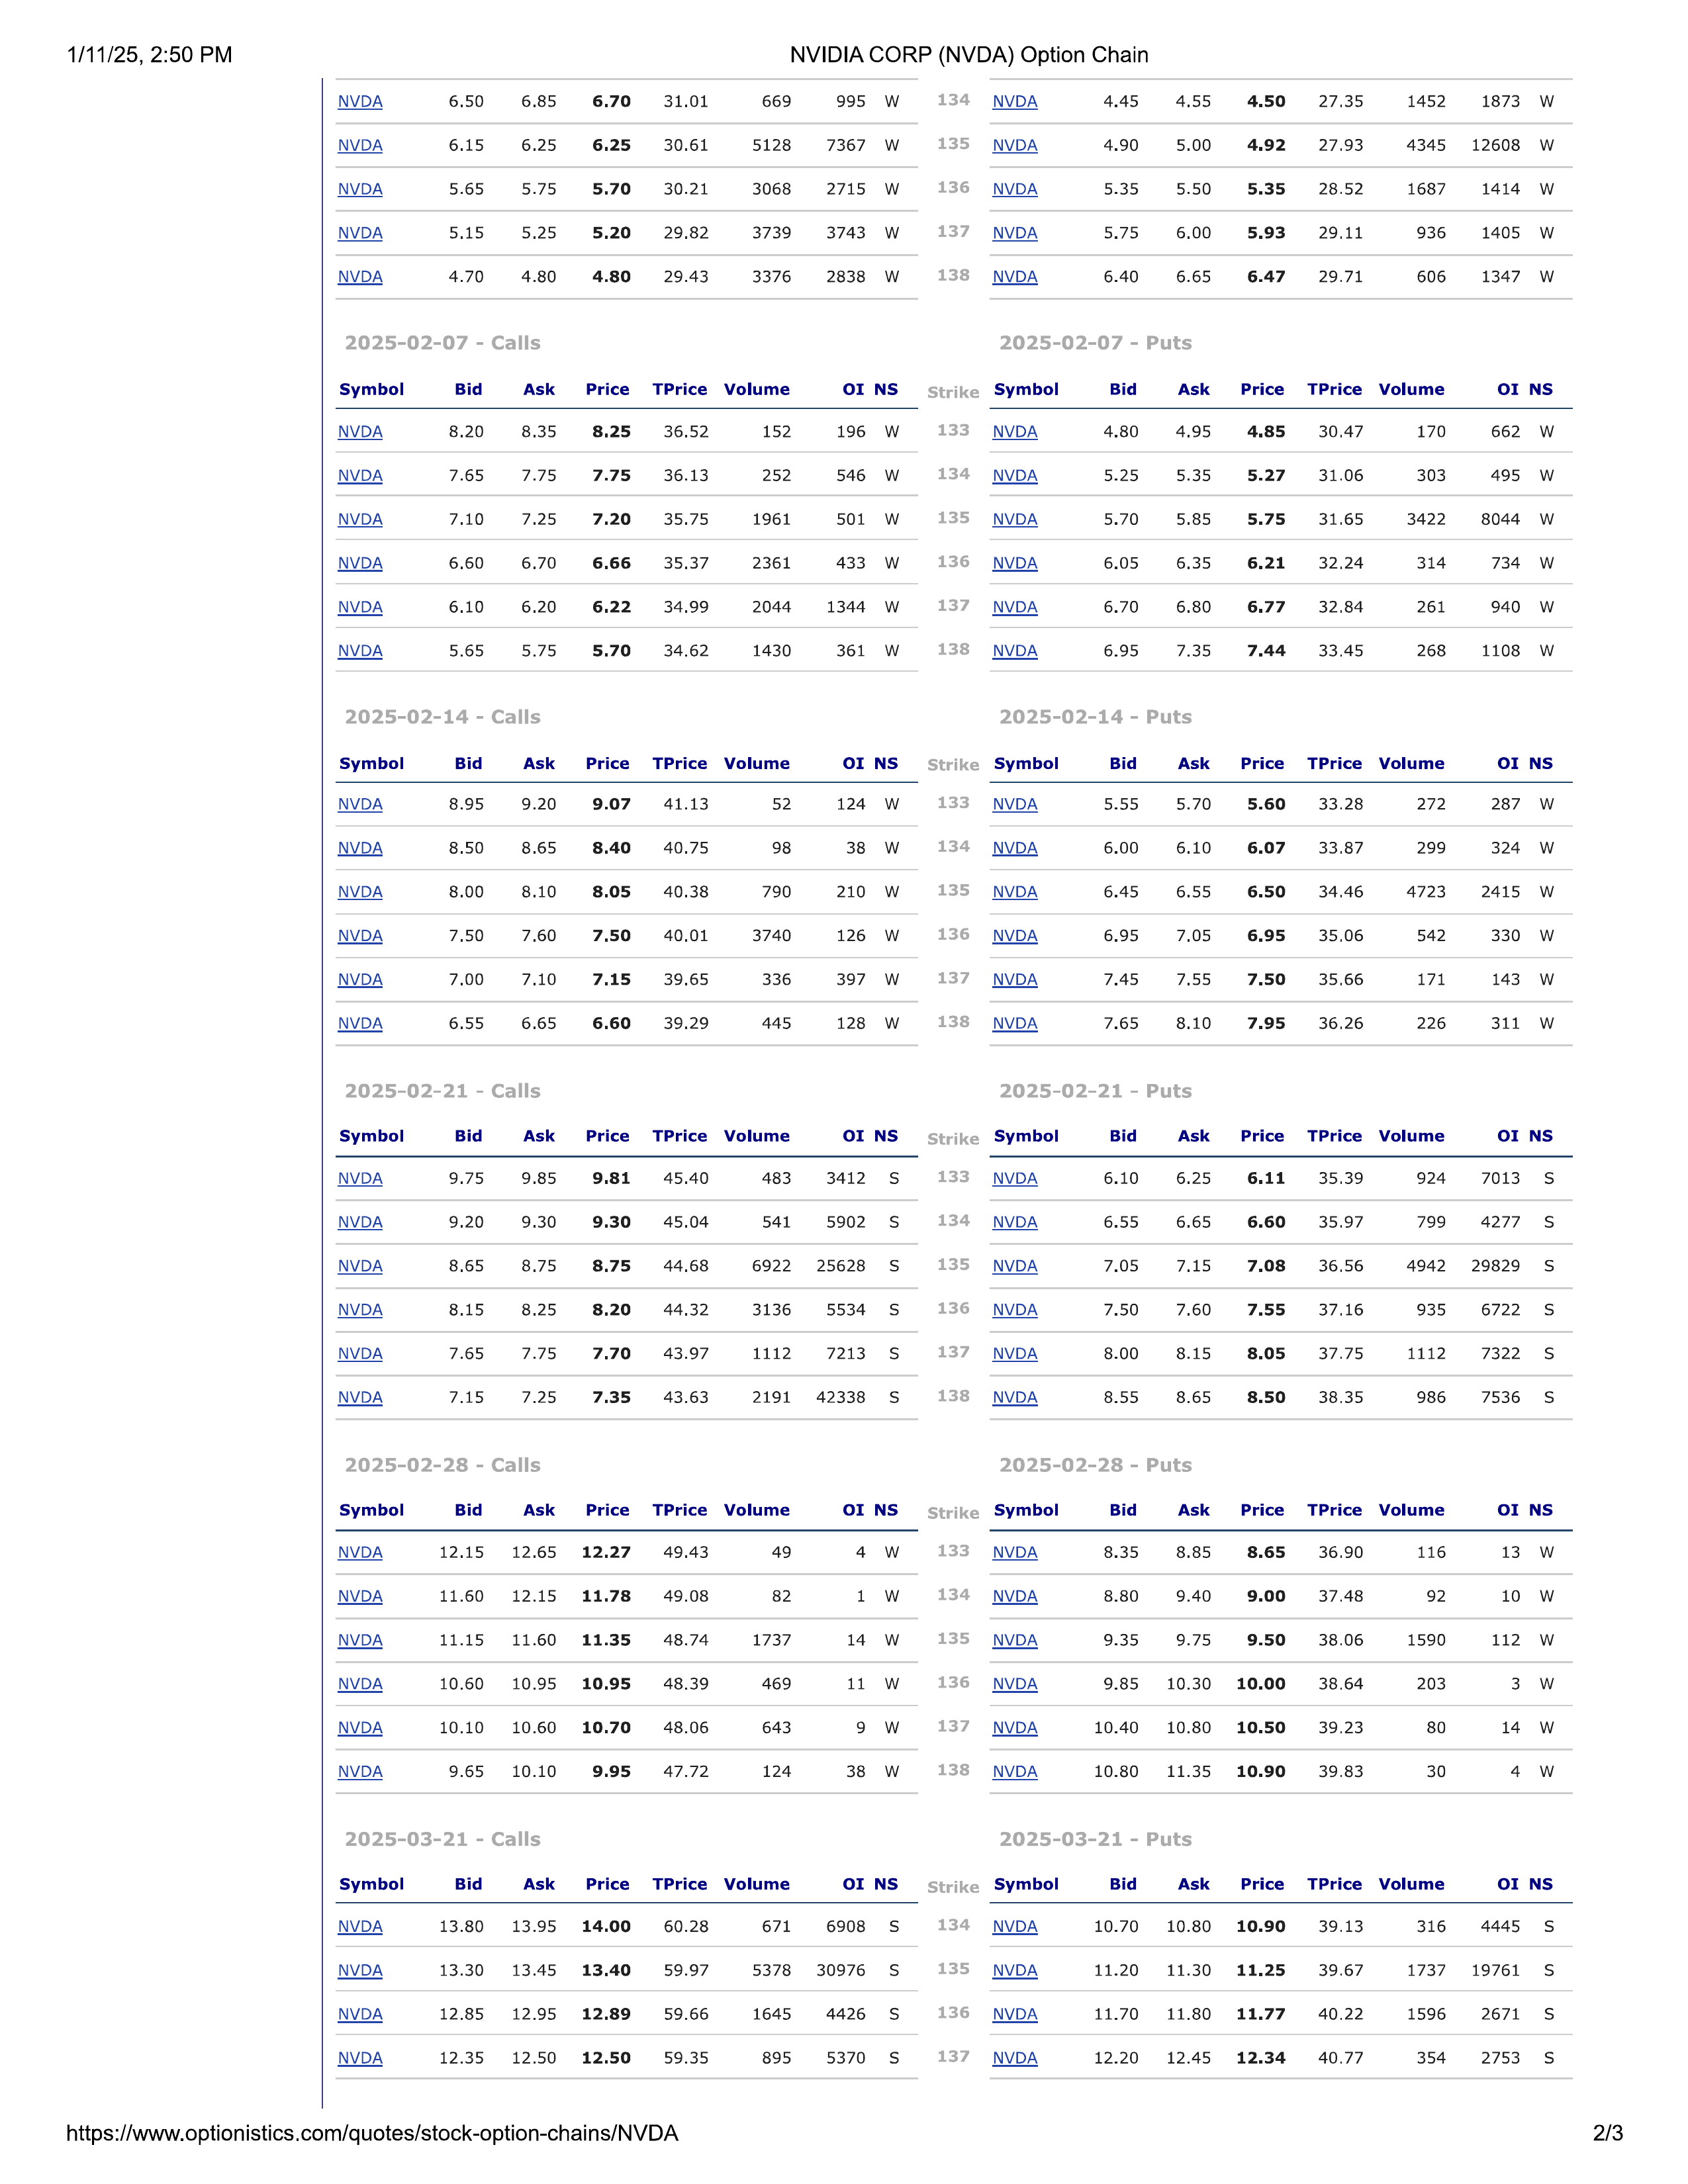 1/11/25, 2:50 PM NVIDIA CORP (NVDA) Option Chain
NVDA 6.50 6.85 6.70 31.01 669 995 W 134 NVDA 4.45 4.55 4.50 27.35 1452 1873 W
NVDA 6.15 6.25 6.25 30.61 5128 7367 W 135 NVDA 4.90 5.00 4.92 27.93 4345 12608 W
NVDA 5.65 5.75 5.70 30.21 3068 2715 W 136 NVDA 5.35 5.50 5.35 28.52 1687 1414 W
NVDA 5.15 5.25 5.20 29.82 3739 3743 W 137 NVDA 5.75 6.00 5.93 29.11 936 1405 W
NVDA 4.70 4.80 4.80 29.43 3376 2838 W 138 NVDA 6.40 6.65 6.47 29.71 606 1347 W
2025-02-07 - Calls 2025-02-07 - Puts
Symbol Bid Ask Price TPrice Volume OI NS Strike Symbol Bid Ask Price TPrice Volume OI NS
NVDA 8.20 8.35 8.25 36.52 152 196 W 133 NVDA 4.80 4.95 4.85 30.47 170 662 W
NVDA 7.65 7.75 7.75 36.13 252 546 W 134 NVDA 5.25 5.35 5.27 31.06 303 495 W
NVDA 7.10 7.25 7.20 35.75 1961 501 W 135 NVDA 5.70 5.85 5.75 31.65 3422 8044 W
NVDA 6.60 6.70 6.66 35.37 2361 433 W 136 NVDA 6.05 6.35 6.21 32.24 314 734 W
NVDA 6.10 6.20 6.22 34.99 2044 1344 W 137 NVDA 6.70 6.80 6.77 32.84 261 940 W
NVDA 5.65 5.75 5.70 34.62 1430 361 W 138 NVDA 6.95 7.35 7.44 33.45 268 1108 W
2025-02-14 - Calls 2025-02-14 - Puts
Symbol Bid Ask Price TPrice Volume OI NS Strike Symbol Bid Ask Price TPrice Volume OI NS
NVDA 8.95 9.20 9.07 41.13 52 124 W 133 NVDA 5.55 5.70 5.60 33.28 272 287 W
NVDA 8.50 8.65 8.40 40.75 98 38 W 134 NVDA 6.00 6.10 6.07 33.87 299 324 W
NVDA 8.00 8.10 8.05 40.38 790 210 W 135 NVDA 6.45 6.55 6.50 34.46 4723 2415 W
NVDA 7.50 7.60 7.50 40.01 3740 126 W 136 NVDA 6.95 7.05 6.95 35.06 542 330 W
NVDA 7.00 7.10 7.15 39.65 336 397 W 137 NVDA 7.45 7.55 7.50 35.66 171 143 W
NVDA 6.55 6.65 6.60 39.29 445 128 W 138 NVDA 7.65 8.10 7.95 36.26 226 311 W
2025-02-21 - Calls 2025-02-21 - Puts
Symbol Bid Ask Price TPrice Volume OI NS Strike Symbol Bid Ask Price TPrice Volume OI NS
NVDA 9.75 9.85 9.81 45.40 483 3412 S 133 NVDA 6.10 6.25 6.11 35.39 924 7013 S
NVDA 9.20 9.30 9.30 45.04 541 5902 S 134 NVDA 6.55 6.65 6.60 35.97 799 4277 S
NVDA 8.65 8.75 8.75 44.68 6922 25628 S 135 NVDA 7.05 7.15 7.08 36.56 4942 29829 S
NVDA 8.15 8.25 8.20 44.32 3136 5534 S 136 NVDA 7.50 7.60 7.55 37.16 935 6722 S
NVDA 7.65 7.75 7.70 43.97 1112 7213 S 137 NVDA 8.00 8.15 8.05 37.75 1112 7322 S
NVDA 7.15 7.25 7.35 43.63 2191 42338 S 138 NVDA 8.55 8.65 8.50 38.35 986 7536 S
2025-02-28 - Calls 2025-02-28 - Puts
Symbol Bid Ask Price TPrice Volume OI NS Strike Symbol Bid Ask Price TPrice Volume OI NS
NVDA 12.15 12.65 12.27 49.43 49 4 W 133 NVDA 8.35 8.85 8.65 36.90 116 13 W
NVDA 11.60 12.15 11.78 49.08 82 1 W 134 NVDA 8.80 9.40 9.00 37.48 92 10 W
NVDA 11.15 11.60 11.35 48.74 1737 14 W 135 NVDA 9.35 9.75 9.50 38.06 1590 112 W
NVDA 10.60 10.95 10.95 48.39 469 11 W 136 NVDA 9.85 10.30 10.00 38.64 203 3 W
NVDA 10.10 10.60 10.70 48.06 643 9 W 137 NVDA 10.40 10.80 10.50 39.23 80 14 W
NVDA 9.65 10.10 9.95 47.72 124 38 W 138 NVDA 10.80 11.35 10.90 39.83 30 4 W
2025-03-21 - Calls 2025-03-21 - Puts
Symbol Bid Ask Price TPrice Volume OI NS Strike Symbol Bid Ask Price TPrice Volume OI NS
NVDA 13.80 13.95 14.00 60.28 671 6908 S 134 NVDA 10.70 10.80 10.90 39.13 316 4445 S
NVDA 13.30 13.45 13.40 59.97 5378 30976 S 135 NVDA 11.20 11.30 11.25 39.67 1737 19761 S
NVDA 12.85 12.95 12.89 59.66 1645 4426 S 136 NVDA 11.70 11.80 11.77 40.22 1596 2671 S
NVDA 12.35 12.50 12.50 59.35 895 5370 S 137 NVDA 12.20 12.45 12.34 40.77 354 2753 S
https://www.optionistics.com/quotes/stock-option-chains/NVDA 2/3